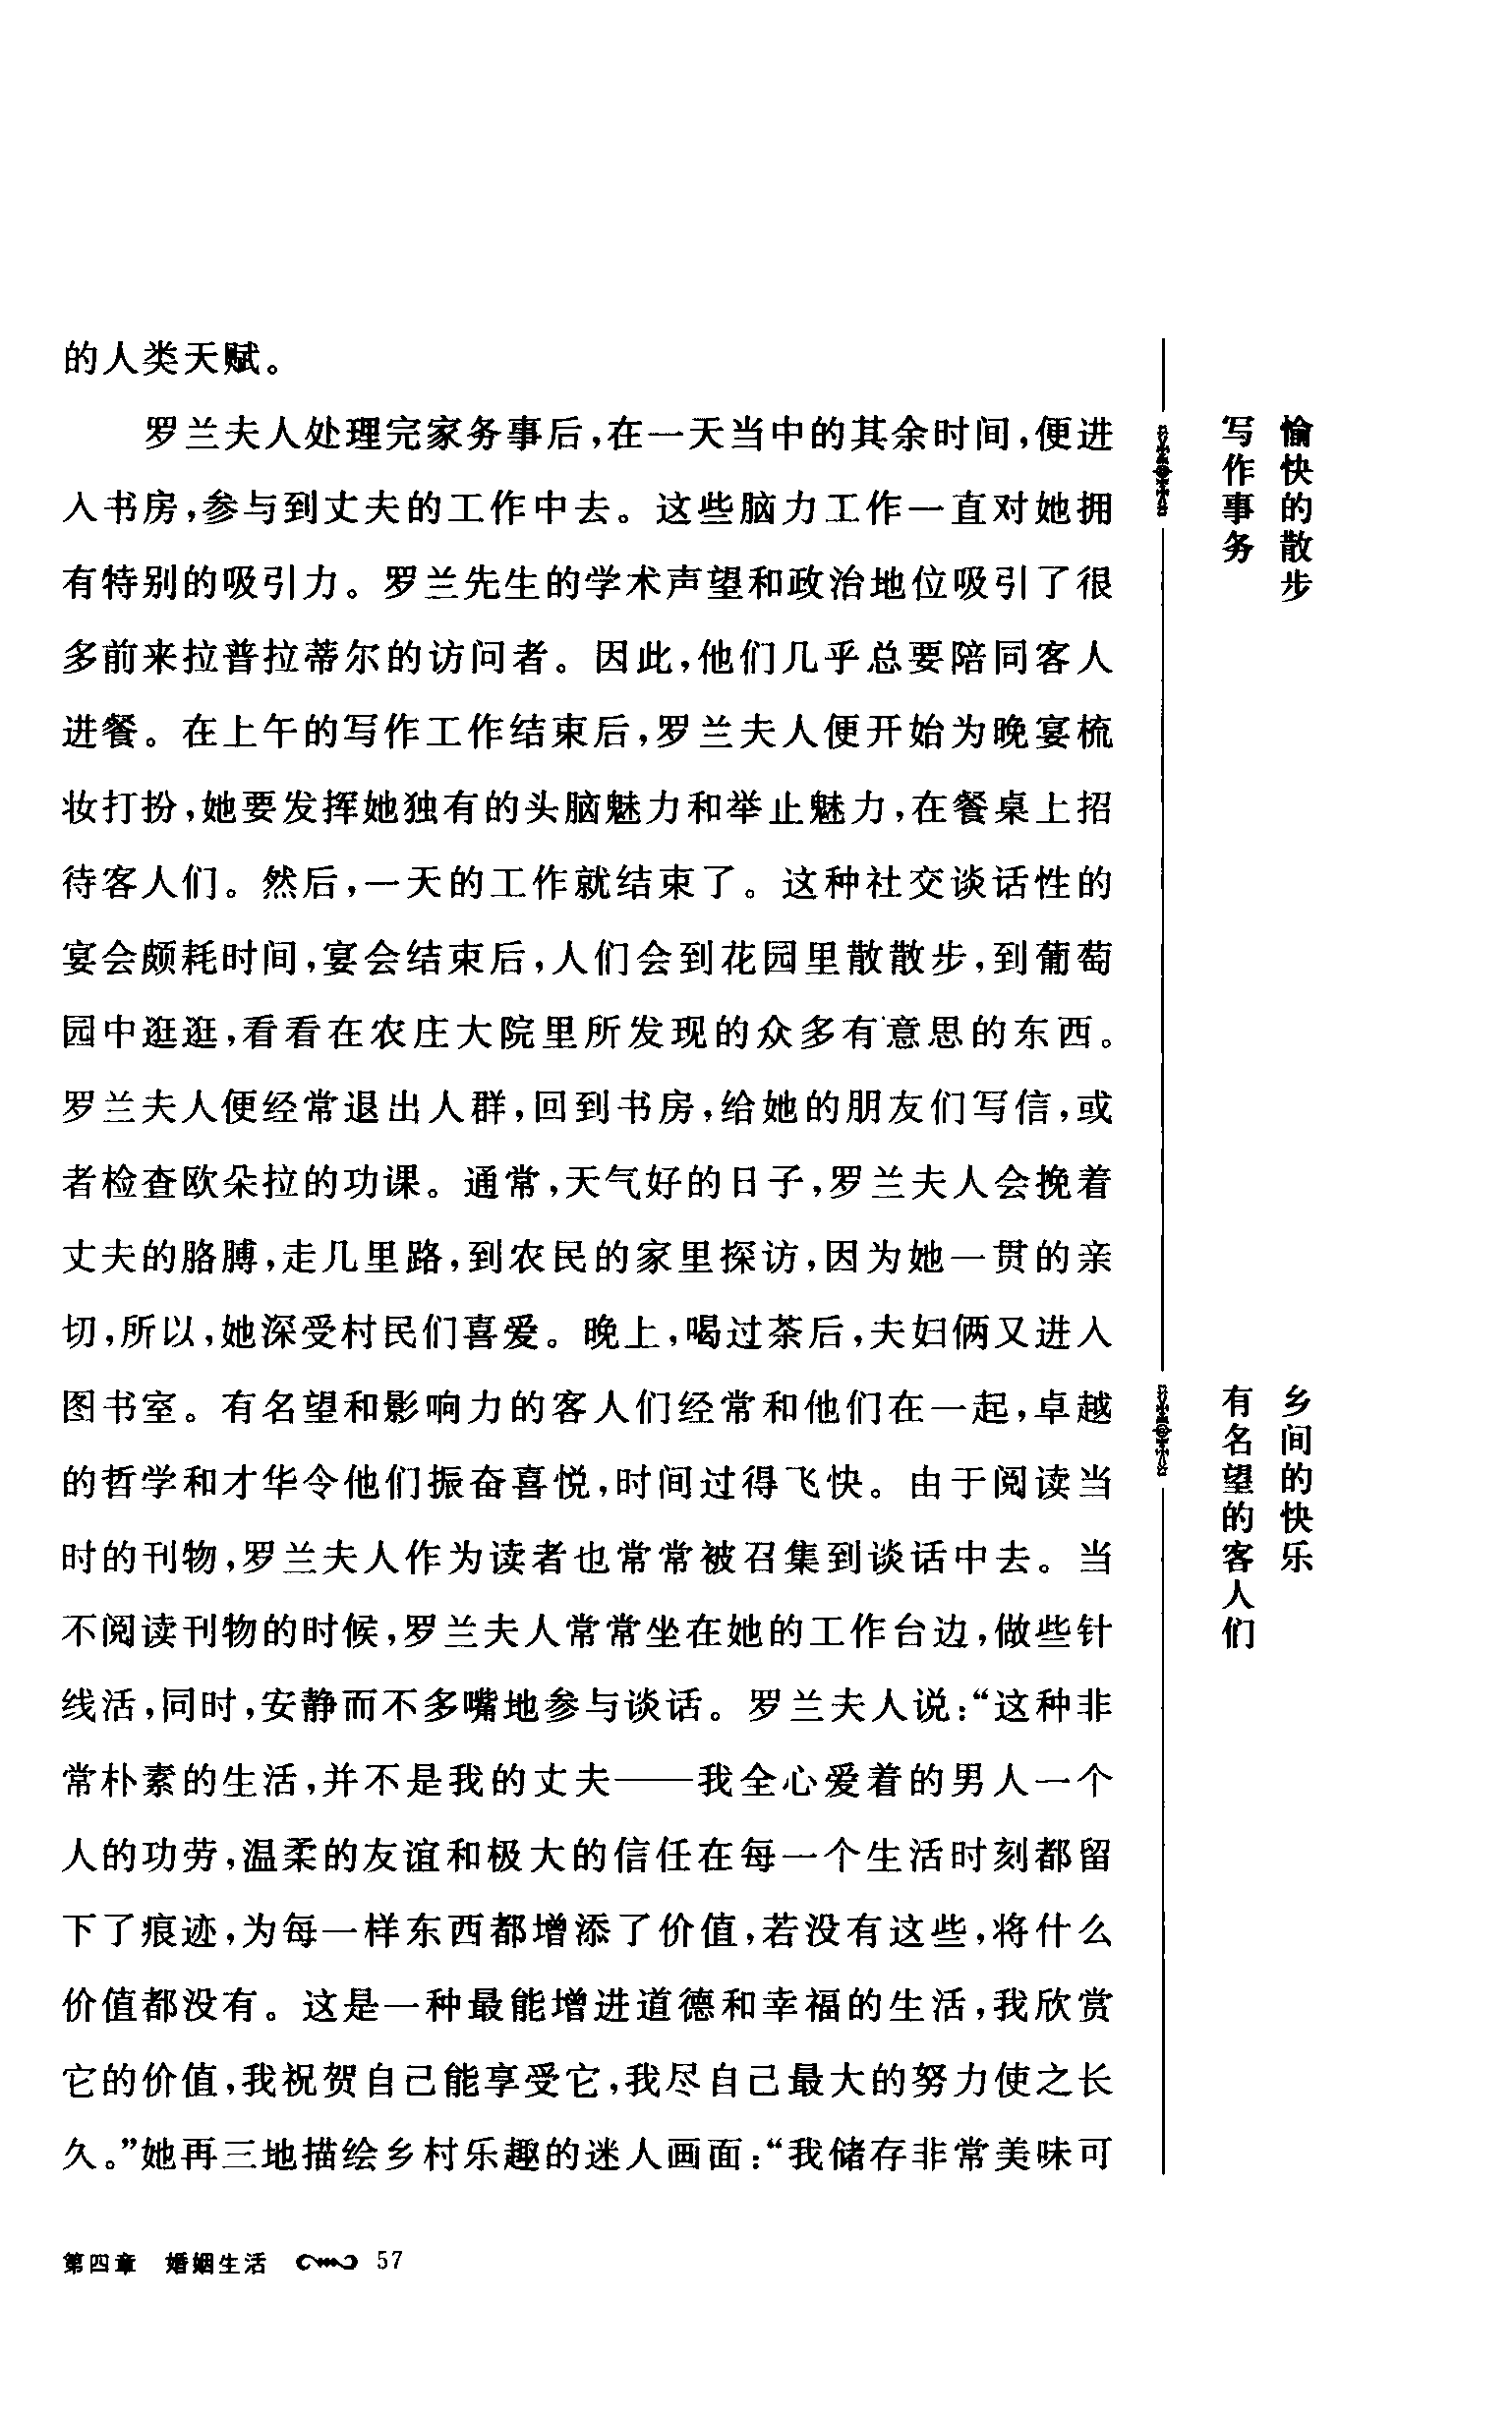 的人类天赋。
罗兰夫人处理完家务事后,在一天当中的其余时间,便进
入书房,参与到丈夫的工作中去。这些脑力工作一直对她拥
有特别的吸引力。罗兰先生的学术声望和政治地位吸引了很
多前来拉普拉蒂尔的访问者。因此,他们几乎总要陪同客人
进餐。在上午的写作工作结束后,罗兰夫人便开始为晚宴梳
妆打扮,她要发挥她独有的头脑魅力和举止魅力,在餐桌上招
待客人们。然后,一天的工作就结束了。这种社交谈话性的
宴会颇耗时间,宴会结束后,人们会到花园里散散步,到葡萄
园中逛逛,看看在农庄大院里所发现的众多有意思的东西。
罗兰夫人便经常退出人群,回到书房,给她的朋友们写信,或
者检查欧朵拉的功课。通常,天气好的日子,罗兰夫人会挽着
丈夫的胳膊,走几里路,到农民的家里探访,因为她一贯的亲
切,所以,她深受村民们喜爱。晚上,喝过茶后,夫妇俩又进入
图书室。有名望和影响力的客人们经常和他们在一起,卓越
的哲学和才华令他们振奋喜悦,时间过得飞快。由于阅读当
时的刊物,罗兰夫人作为读者也常常被召集到谈话中去。当
不阅读刊物的时候,罗兰夫人常常坐在她的工作台边,做些针
线活,同时,安静而不多嘴地参与谈话。罗兰夫人说:“这种非
常朴素的生活,并不是我的丈夫——我全心爱着的男人一个
人的功劳,温柔的友谊和极大的信任在每一个生活时刻都留
下了痕迹,为每一样东西都增添了价值,若没有这些,将什么
价值都没有。这是一种最能增进道德和幸福的生活,我欣赏
它的价值,我祝贺自己能享受它,我尽自己最大的努力使之长
久。”她再三地描绘乡村乐趣的迷人画面:“我储存非常美味可
愉快的散步
写作事务
乡间的快乐
有名望的客人们
第四章 婚姻生活 57